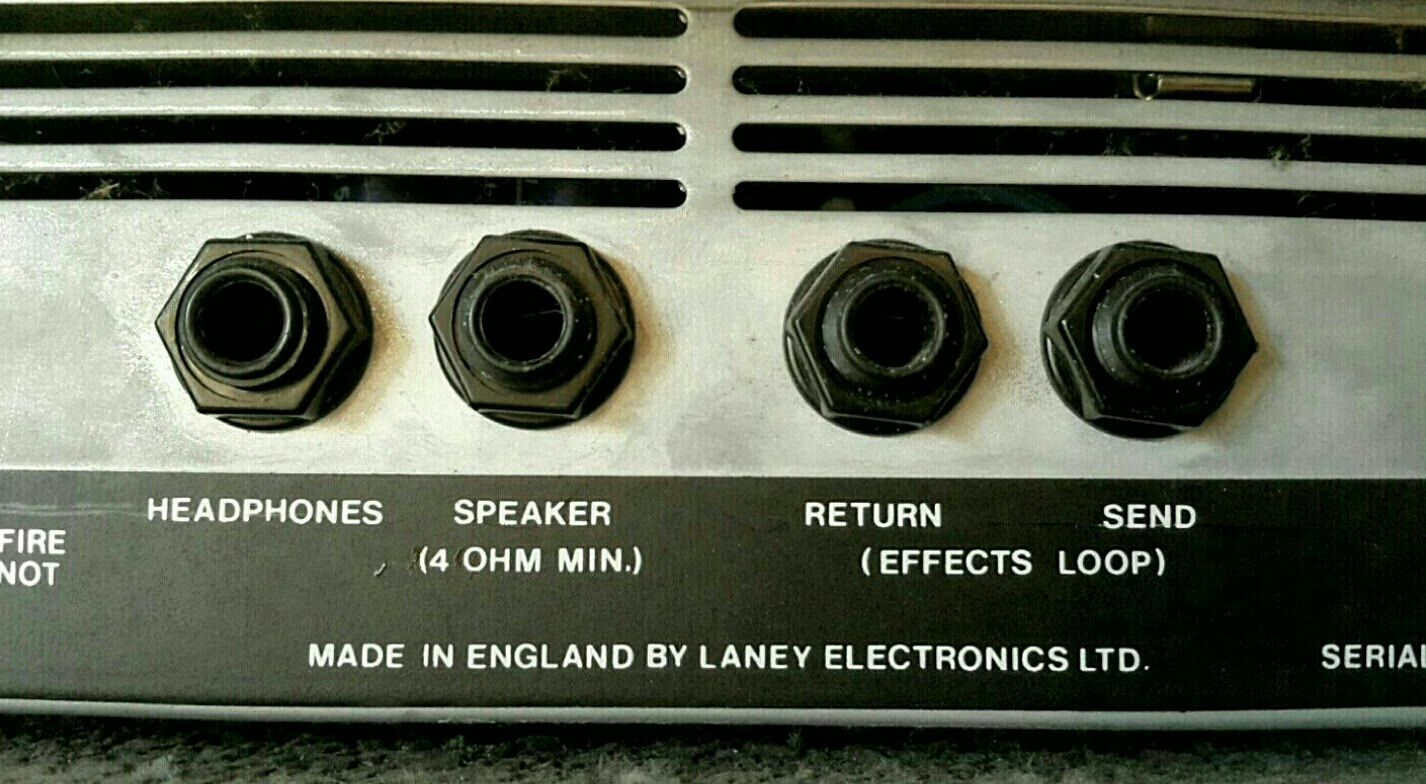 HEADPHONES SPEAKER RETURN SEND
FIRE
NOT
(4 OHM MIN.) (EFFECTS LOOP)
MADE IN ENGLAND BY LANEY ELECTRONICS LTD.